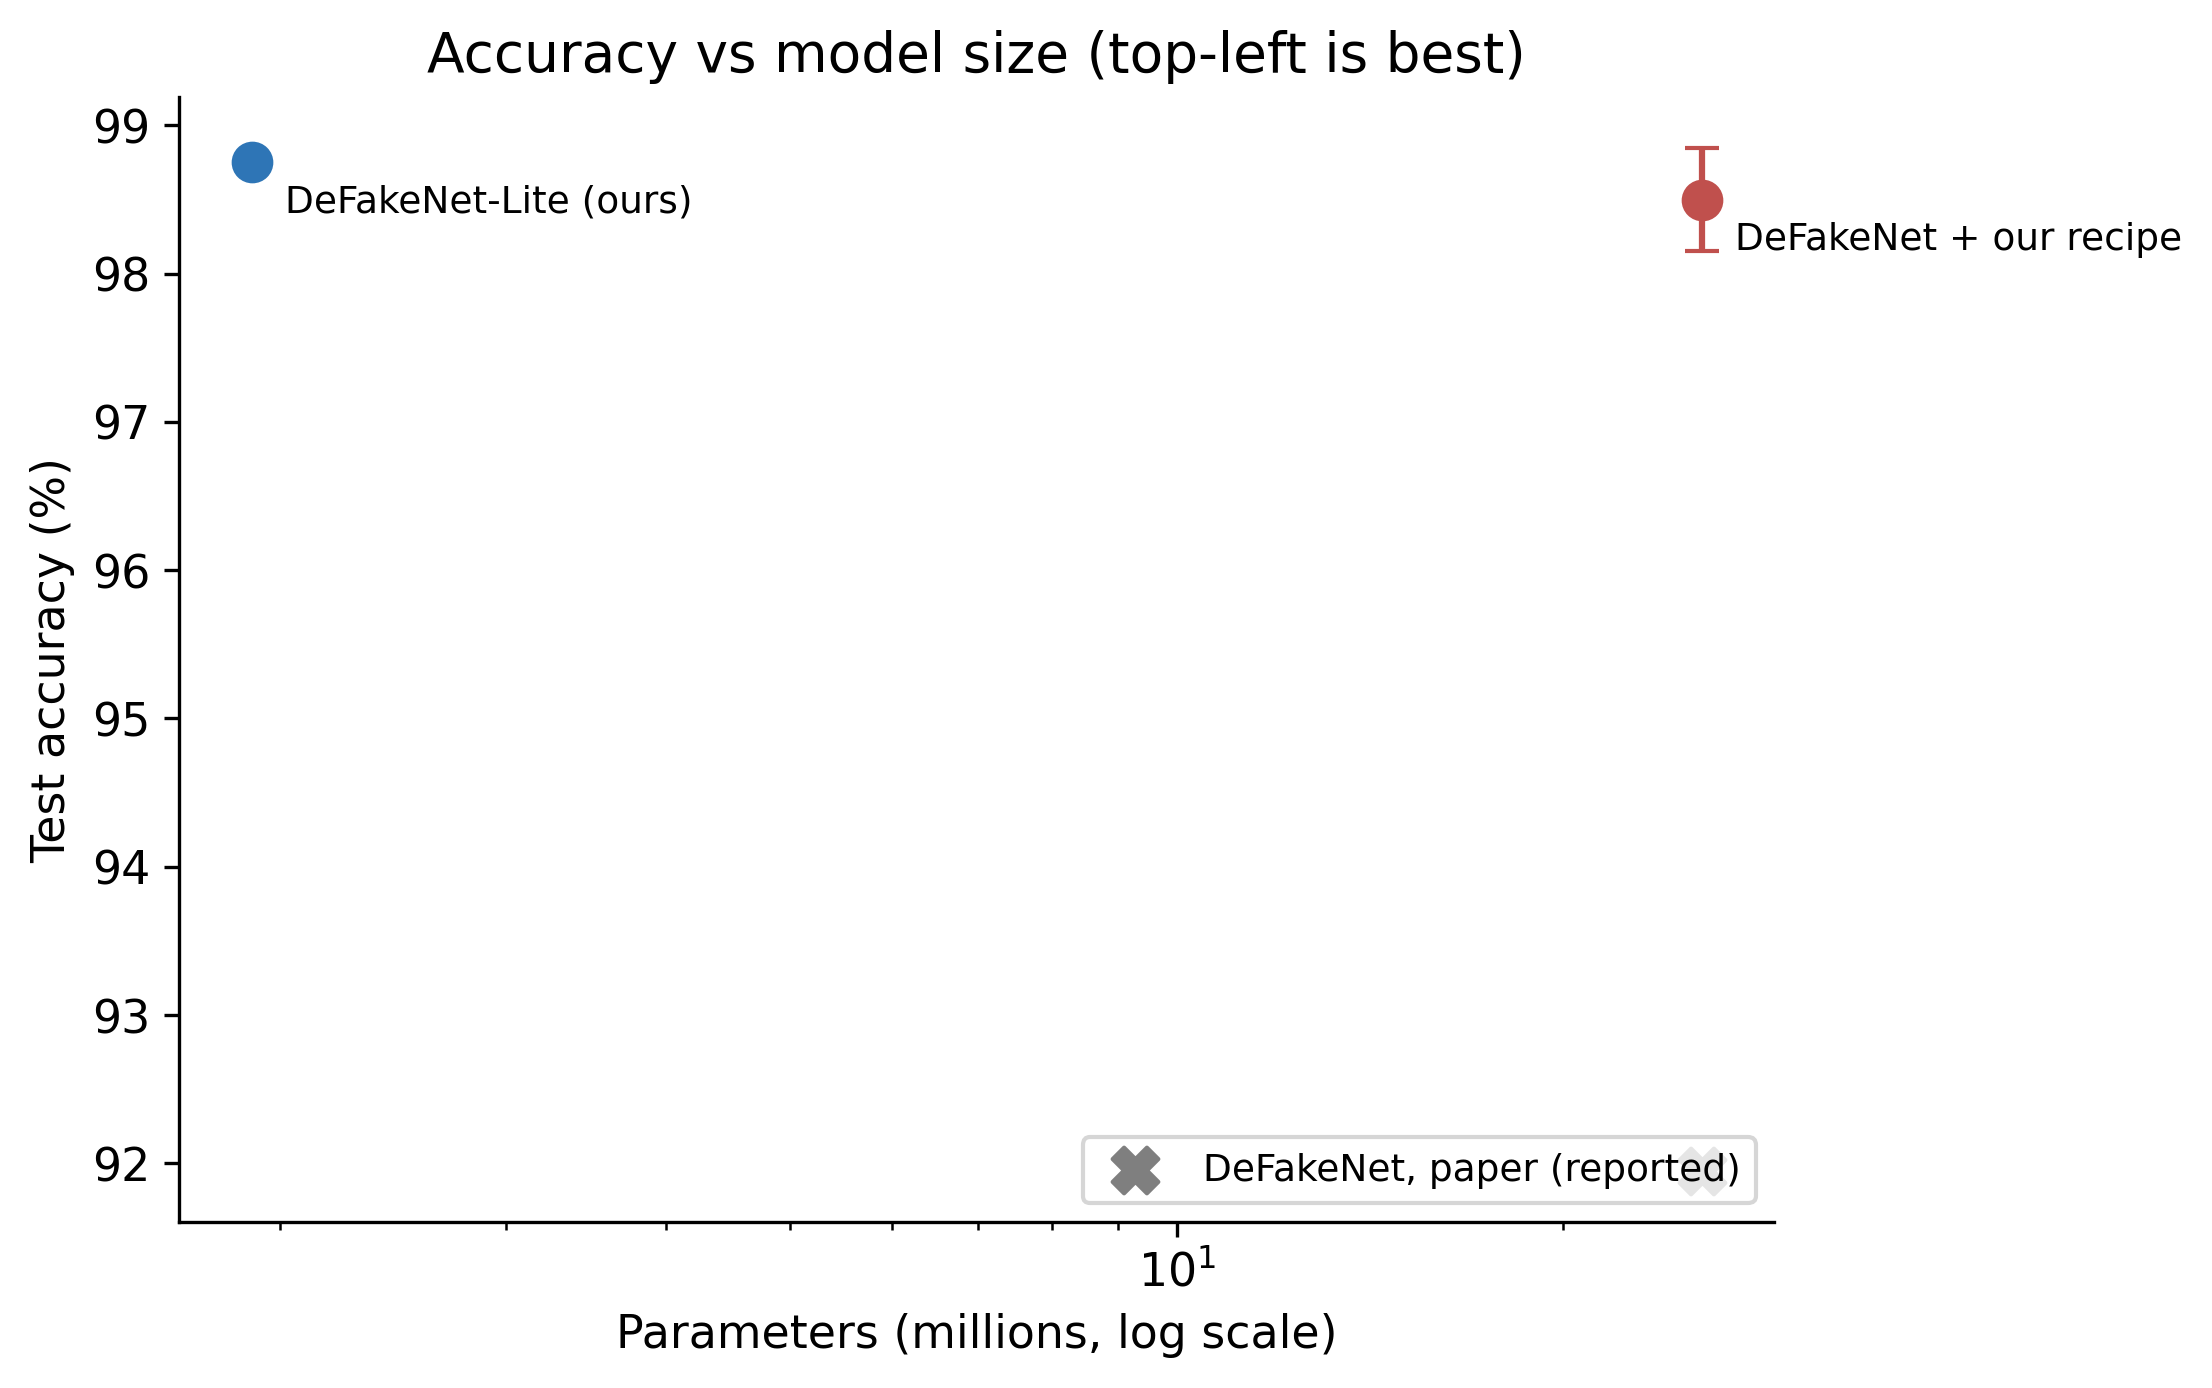 Accuracy vs model size (top-left is best)
99
98
97
96
95
94
93
92
Test accuracy (%)
DeFakeNet-Lite (ours)
DeFakeNet + our recipe
DeFakeNet, paper (reported)
10¹
Parameters (millions, log scale)